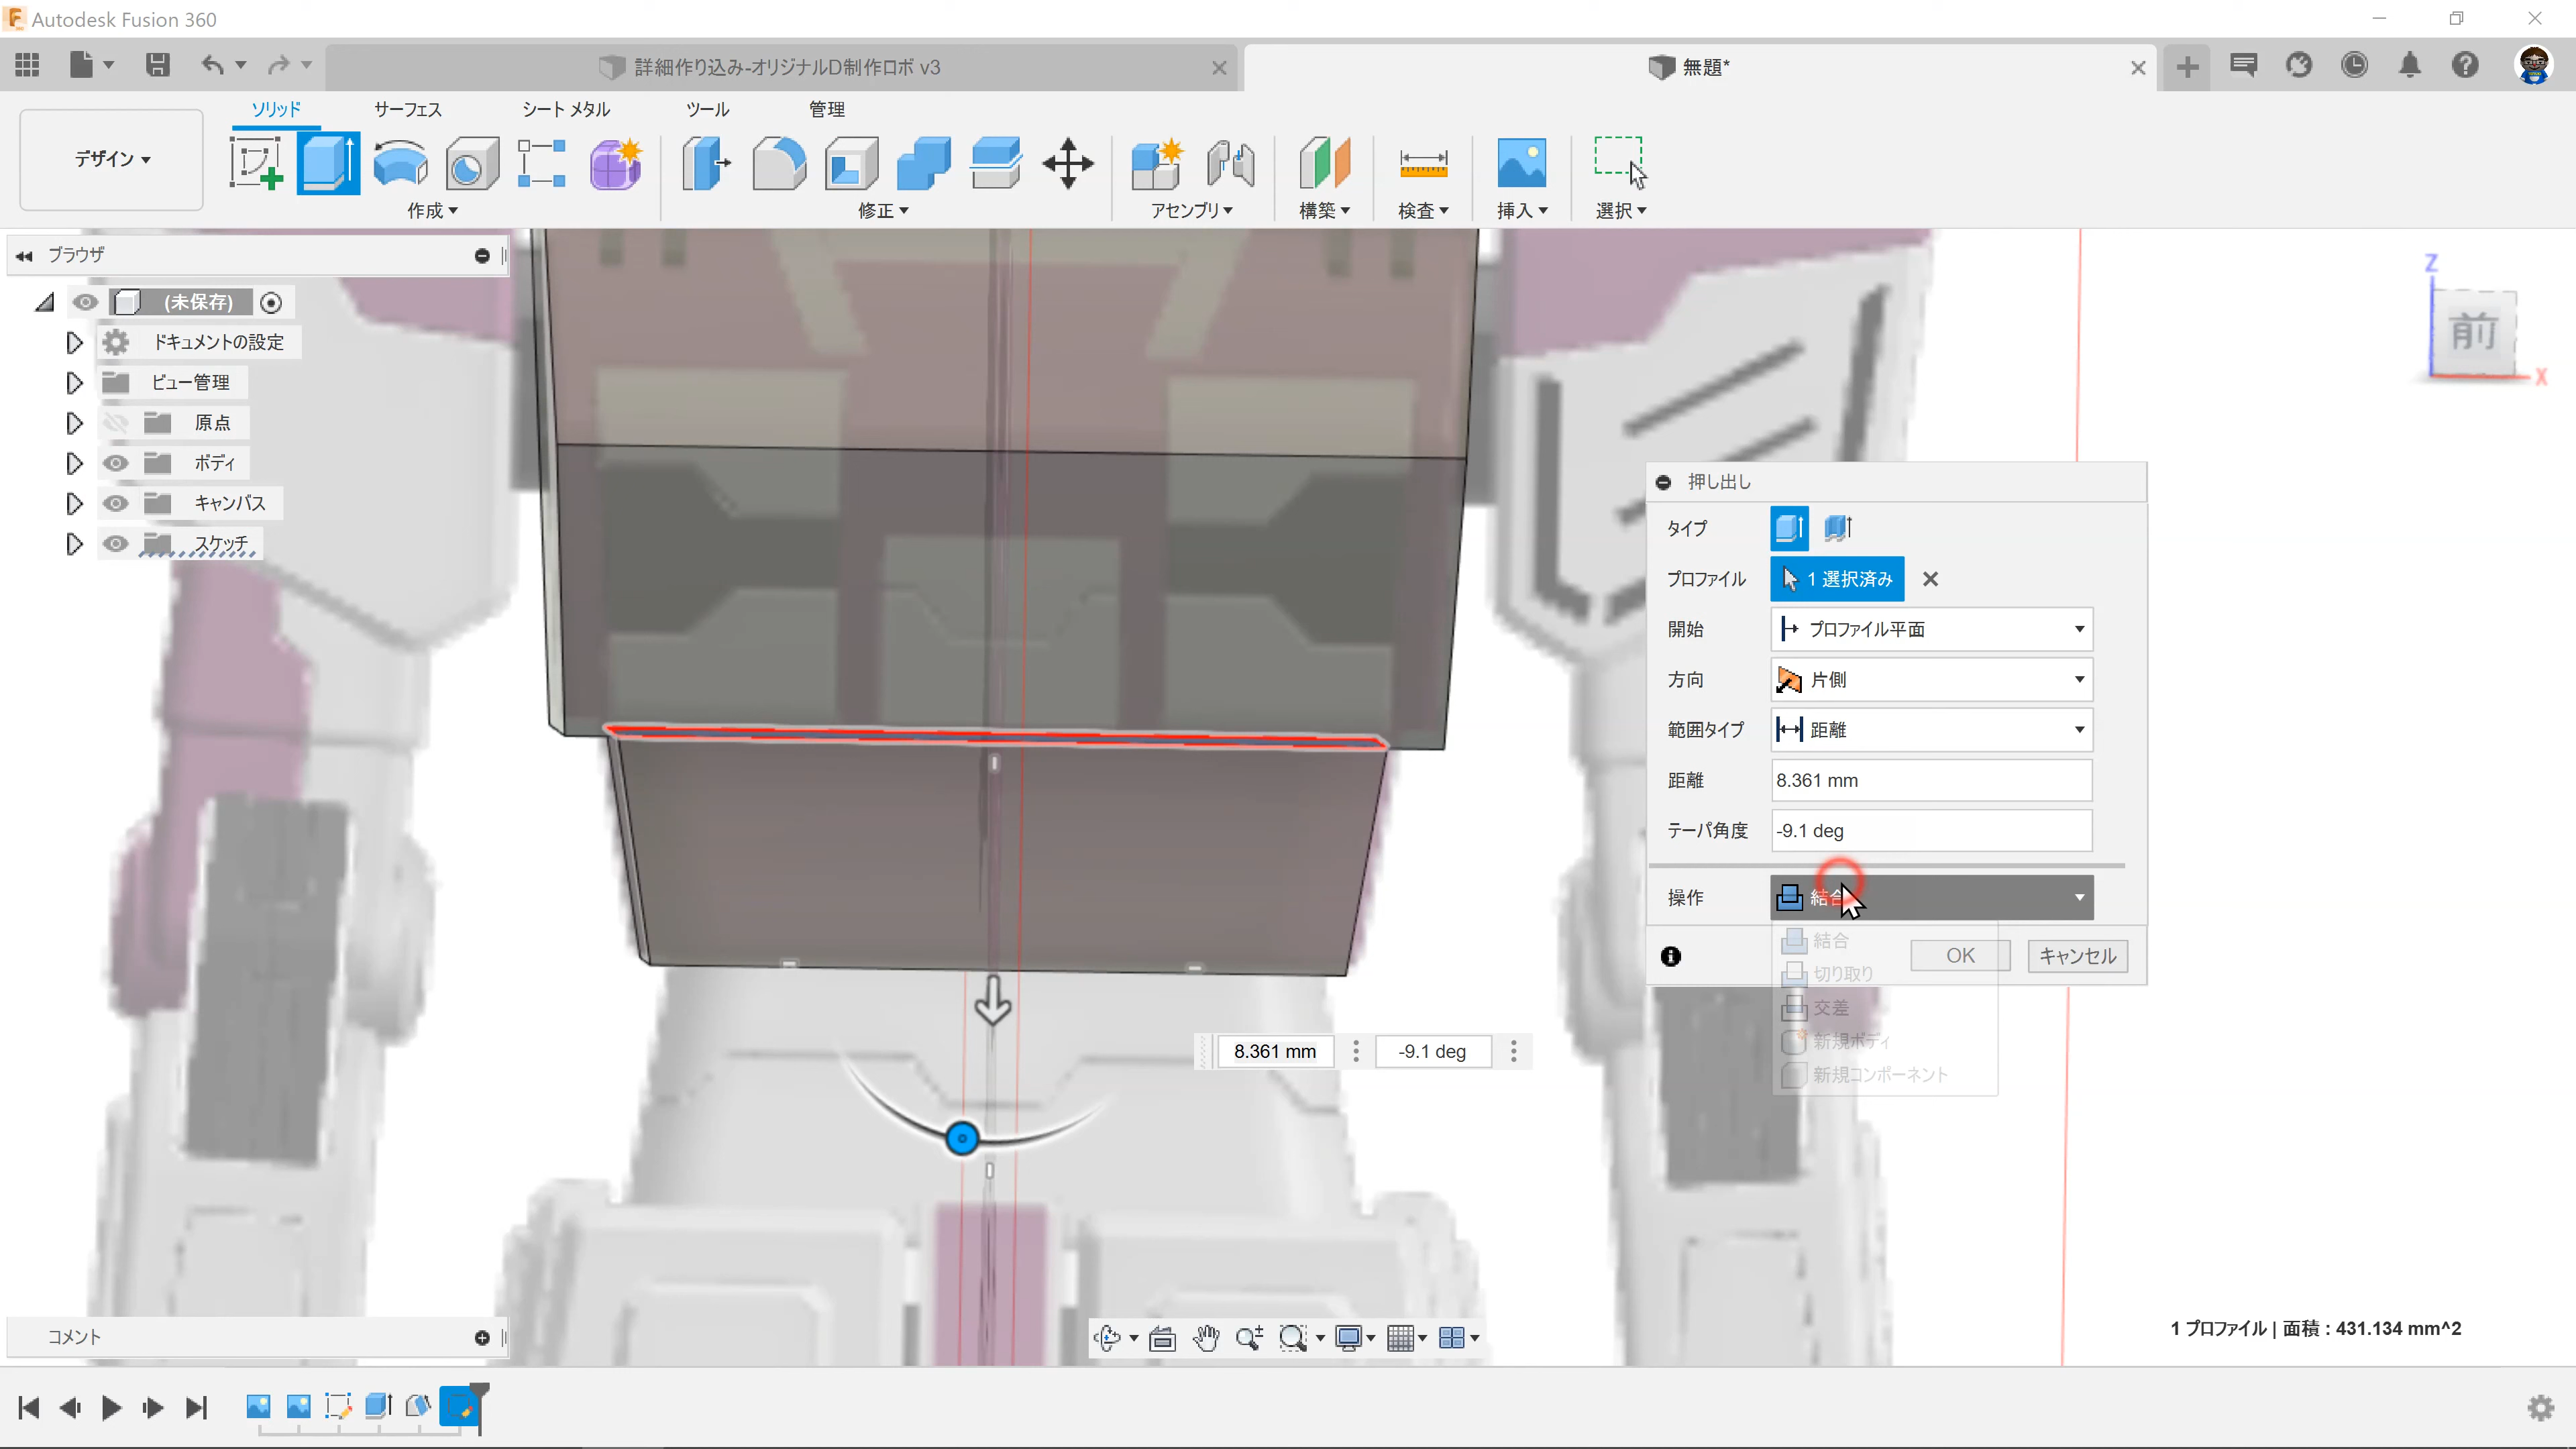 Autodesk Fusion 360
詳細作り込み-オリジナルD制作ロボ v3
無題*
ソリッド
サーフェス
シート メタル
ツール
管理
デザイン
作成
修正
アセンブリ
構築
検査
挿入
選択
ブラウザ
(未保存)
ドキュメントの設定
ビュー管理
原点
ボディ
キャンバス
スケッチ
Z
前
X
押し出し
タイプ
プロファイル
1 選択済み
開始
プロファイル平面
方向
片側
範囲タイプ
距離
距離
8.361 mm
テーパ角度
-9.1 deg
操作
結合
結合
切り取り
交差
新規ボディ
新規コンポーネント
OK
キャンセル
8.361 mm
-9.1 deg
コメント
1 プロファイル | 面積 : 431.134 mm^2